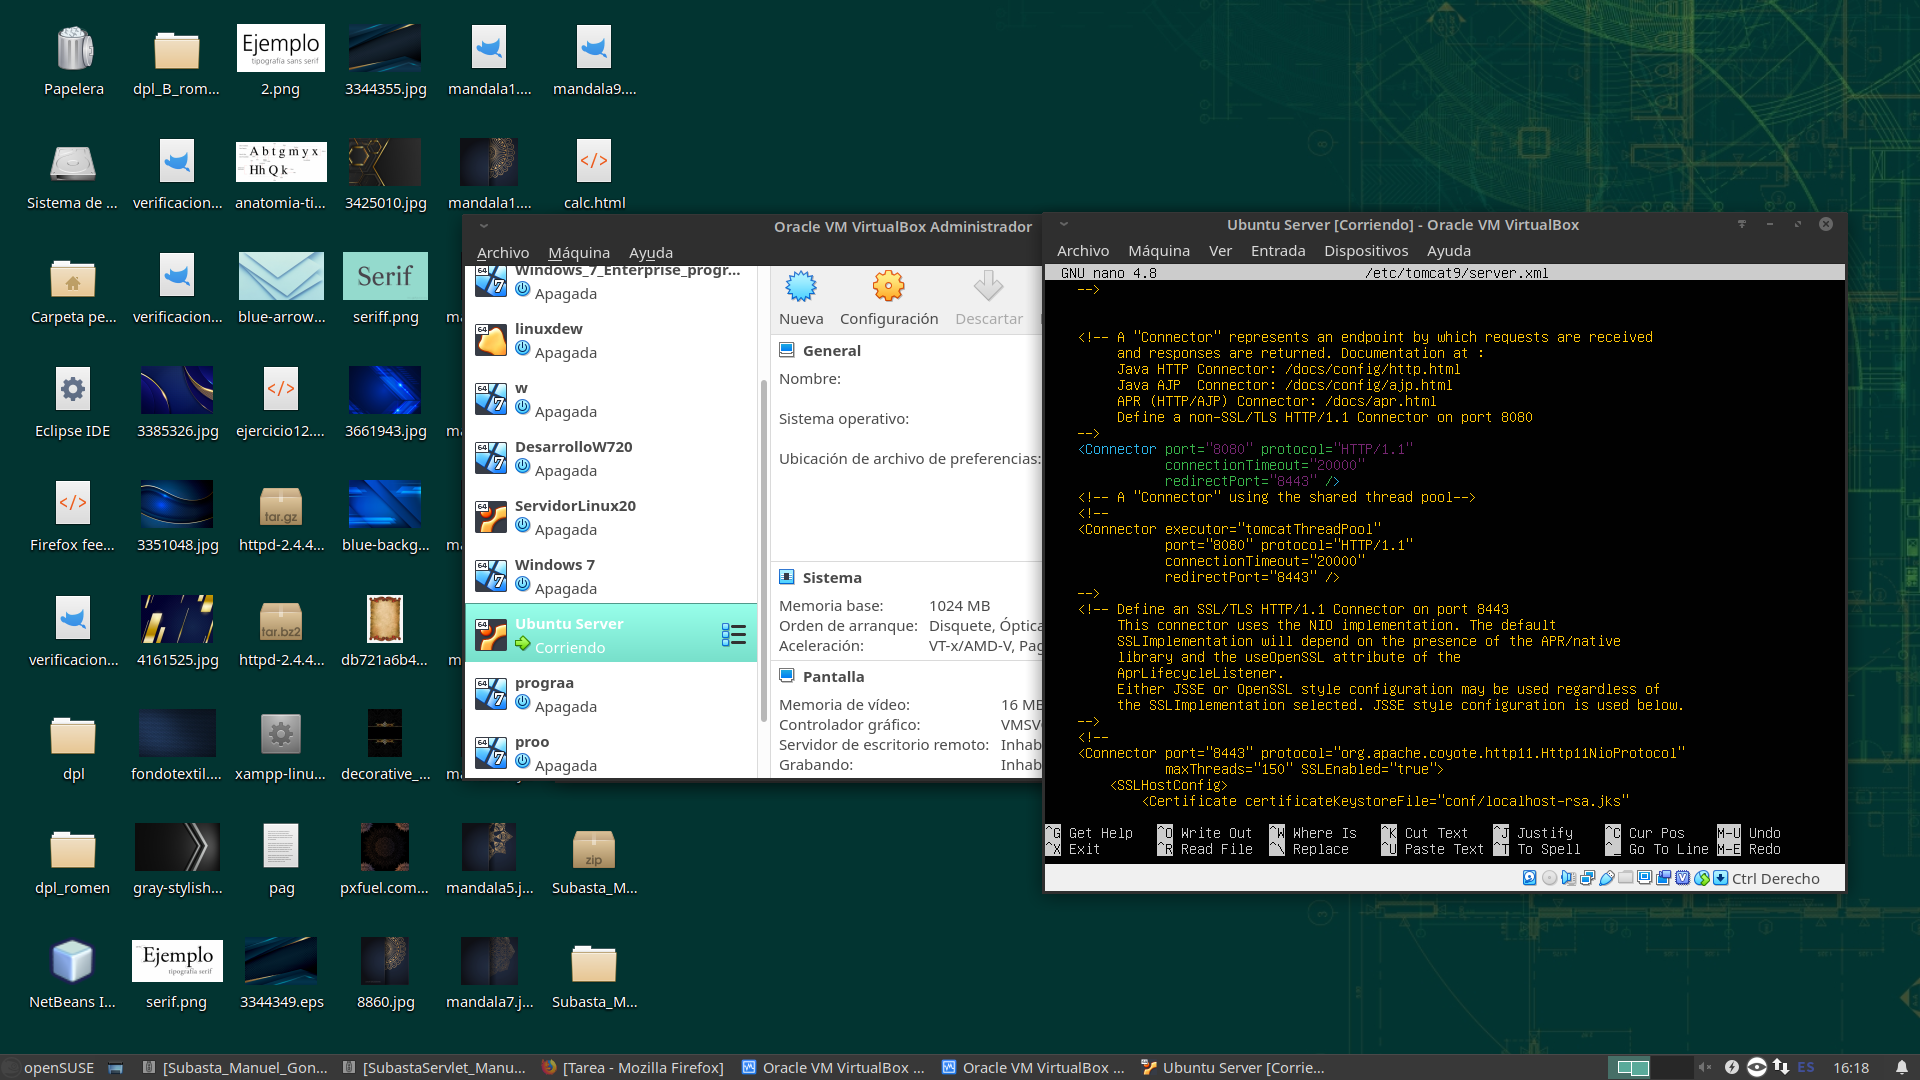 Papelera
dpl_B_rom...
Ejemplo
tipografía sans serif
2.png
3344355.jpg
mandala1....
mandala9....
Sistema de ...
verificacion...
A b t g m y x
Hh Q k
anatomia-ti...
3425010.jpg
mandala1....
calc.html
Carpeta pe...
verificacion...
blue-arrow...
Serif
seriff.png
Eclipse IDE
3385326.jpg
ejercicio12....
3661943.jpg
Firefox fee...
3351048.jpg
tar.gz
httpd-2.4.4...
blue-backg...
verificacion...
4161525.jpg
tar.bz2
httpd-2.4.4...
db721a6b4...
dpl
fondotextil....
xampp-linu...
decorative_...
dpl_romen
gray-stylish...
pag
pxfuel.com...
mandala5.j...
zip
Subasta_M...
NetBeans I...
Ejemplo
tipografía serif
serif.png
3344349.eps
8860.jpg
mandala7.j...
Subasta_M...
Oracle VM VirtualBox Administrador
Archivo Máquina Ayuda
Windows_7_Enterprise_progr...
Apagada
linuxdew
Apagada
w
Apagada
DesarrolloW720
Apagada
ServidorLinux20
Apagada
Windows 7
Apagada
Ubuntu Server
Corriendo
prograa
Apagada
proo
Apagada
Nueva Configuración Descartar
General
Nombre:
Sistema operativo:
Ubicación de archivo de preferencias:
Sistema
Memoria base: 1024 MB
Orden de arranque: Disquete, Óptica
Aceleración: VT-x/AMD-V, Pag
Pantalla
Memoria de vídeo: 16 MB
Controlador gráfico: VMSV
Servidor de escritorio remoto: Inhab
Grabando: Inhab
Ubuntu Server [Corriendo] - Oracle VM VirtualBox
Archivo Máquina Ver Entrada Dispositivos Ayuda
GNU nano 4.8 /etc/tomcat9/server.xml
-->
<!-- A "Connector" represents an endpoint by which requests are received
and responses are returned. Documentation at :
Java HTTP Connector: /docs/config/http.html
Java AJP  Connector: /docs/config/ajp.html
APR (HTTP/AJP) Connector: /docs/apr.html
Define a non-SSL/TLS HTTP/1.1 Connector on port 8080
-->
<Connector port="8080" protocol="HTTP/1.1"
connectionTimeout="20000"
redirectPort="8443" />
<!-- A "Connector" using the shared thread pool-->
<!--
<Connector executor="tomcatThreadPool"
port="8080" protocol="HTTP/1.1"
connectionTimeout="20000"
redirectPort="8443" />
-->
<!-- Define an SSL/TLS HTTP/1.1 Connector on port 8443
This connector uses the NIO implementation. The default
SSLImplementation will depend on the presence of the APR/native
library and the useOpenSSL attribute of the
AprLifecycleListener.
Either JSSE or OpenSSL style configuration may be used regardless of
the SSLImplementation selected. JSSE style configuration is used below.
-->
<!--
<Connector port="8443" protocol="org.apache.coyote.http11.Http11NioProtocol"
maxThreads="150" SSLEnabled="true">
<SSLHostConfig>
<Certificate certificateKeystoreFile="conf/localhost-rsa.jks"
^G Get Help ^O Write Out ^W Where Is ^K Cut Text ^J Justify ^C Cur Pos M-U Undo
^X Exit ^R Read File ^\ Replace ^U Paste Text ^T To Spell ^_ Go To Line M-E Redo
Ctrl Derecho
openSUSE [Subasta_Manuel_Gon... [SubastaServlet_Manu... [Tarea - Mozilla Firefox] Oracle VM VirtualBox ... Oracle VM VirtualBox ... Ubuntu Server [Corrie... ES 16:18